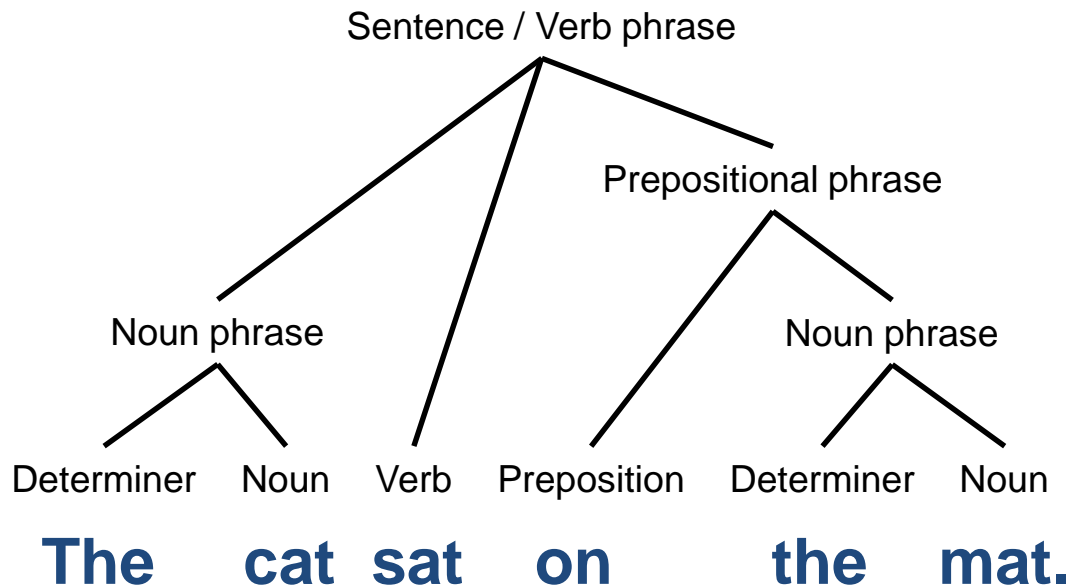 Sentence / Verb phrase
Prepositional phrase
Noun phrase Noun phrase
Determiner Noun Verb Preposition Determiner Noun
The cat sat on the mat.